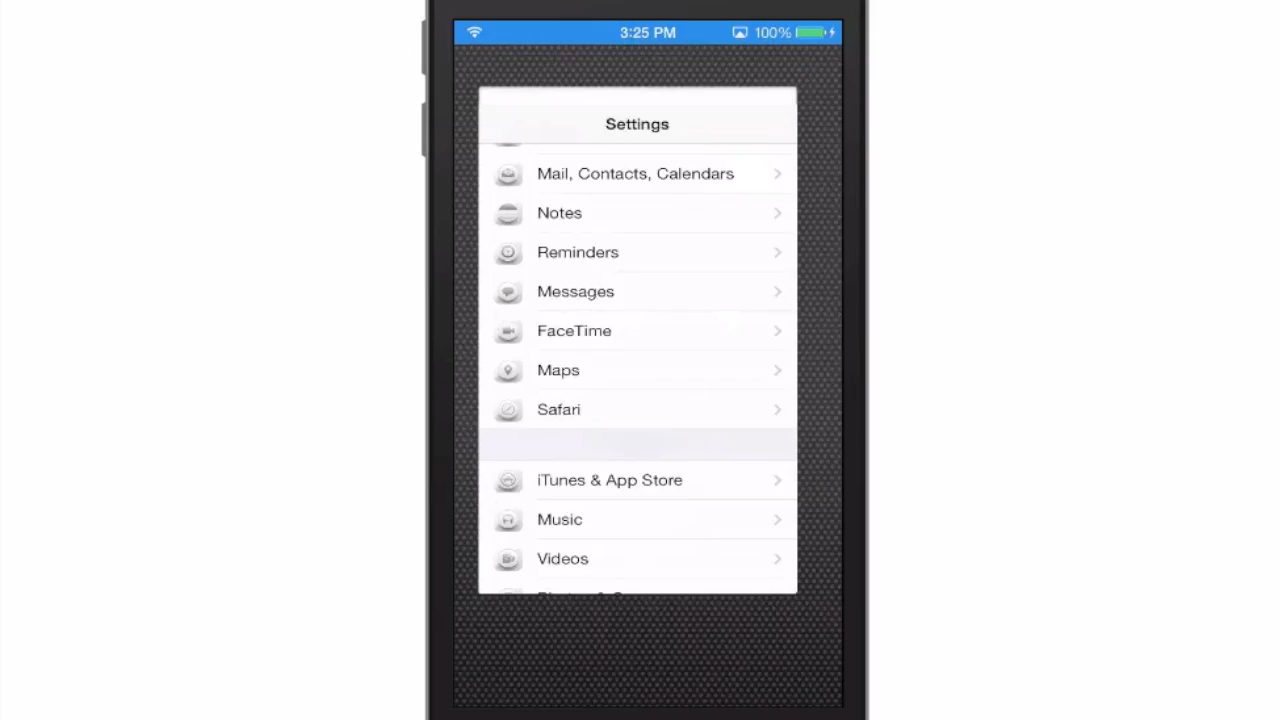 3:25 PM 100%
Settings
Mail, Contacts, Calendars
Notes
Reminders
Messages
FaceTime
Maps
Safari
iTunes & App Store
Music
Videos